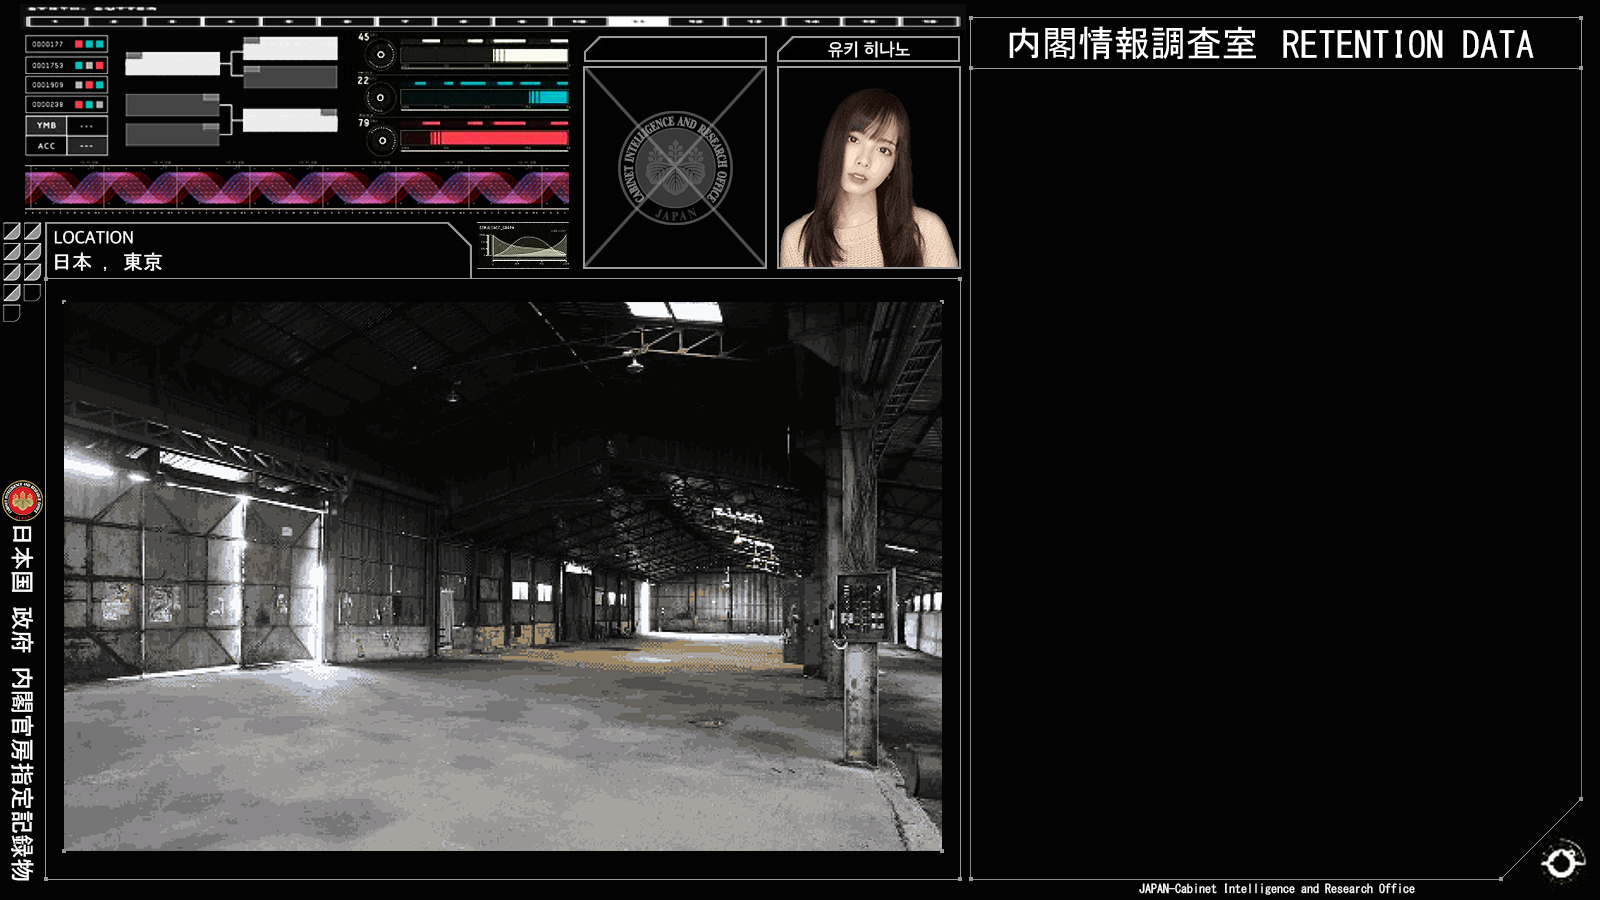 0000177
0001753
0001909
0000238
YMB ---
ACC ---
45
22
79
유키 히나노
CABINET INTELLIGENCE AND RESEARCH OFFICE
JAPAN
LOCATION
日本 , 東京
内閣情報調査室 RETENTION DATA
日本国 政府 内閣官房指定記録物
JAPAN-Cabinet Intelligence and Research Office